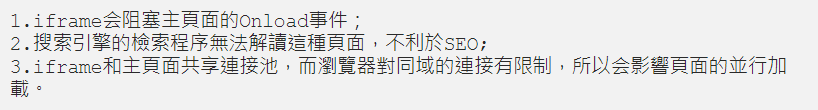 1.iframe会阻塞主頁面的Onload事件；
2.搜索引擎的檢索程序無法解讀這種頁面，不利於SEO;
3.iframe和主頁面共享連接池，而瀏覽器對同域的連接有限制，所以会影響頁面的並行加
載。